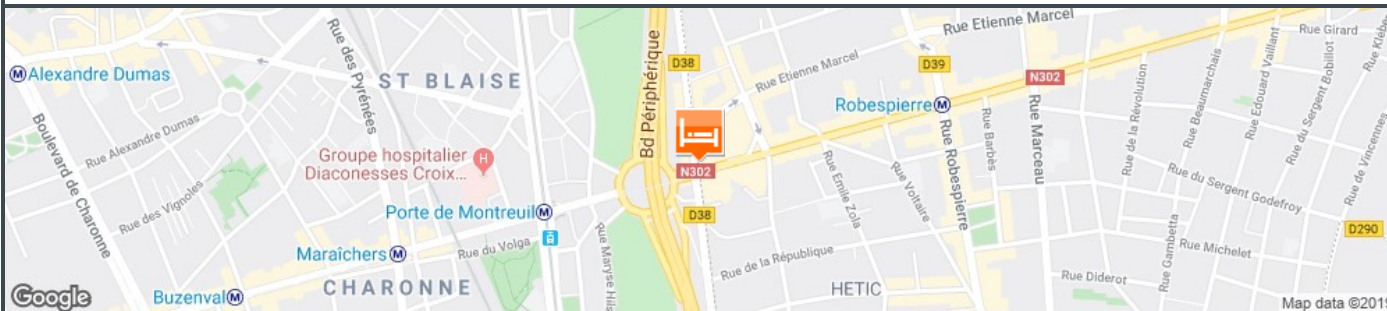 Alexandre Dumas
Boulevard de Charonne
Rue Alexandre Dumas
Rue des Vignoles
Buzenval
Maraîchers
CHARONNE
ST BLAISE
Rue des Pyrénées
Groupe hospitalier
Diaconesses Croix...
H
Porte de Montreuil
Rue du Volga
Rue Maryse Hils
Bd Périphérique
D38
N302
D38
Rue Etienne Marcel
Rue Etienne Marcel
D39
Robespierre
N302
Rue Girard
Rue Klébe
Rue Emile Zola
Rue Voltaire
Rue Robespierre
Rue Barbès
Rue Marceau
Rue de la Révolution
Rue Beaumarchais
Rue Edouard Vaillant
Rue du Sergent Bobillot
Rue de Vincennes
Rue du Sergent Godefroy
D290
Rue Michelet
Rue Gambetta
Rue Diderot
Rue de la République
HETIC
Google
Map data ©2019